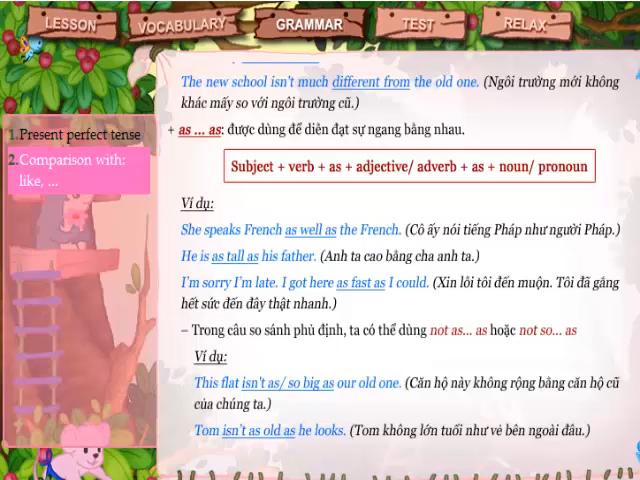 LESSON
VOCABULARY
GRAMMAR
TEST
RELAX
1. Present perfect tense
2. Comparison with:
like, ...
The new school isn't much different from the old one. (Ngôi trường mới không
khác mấy so với ngôi trường cũ.)
+ as ... as: được dùng để diễn đạt sự ngang bằng nhau.
Subject + verb + as + adjective/ adverb + as + noun/ pronoun
Ví dụ:
She speaks French as well as the French. (Cô ấy nói tiếng Pháp như người Pháp.)
He is as tall as his father. (Anh ta cao bằng cha anh ta.)
I'm sorry I'm late. I got here as fast as I could. (Xin lỗi tôi đến muộn. Tôi đã gắng
hết sức đến đây thật nhanh.)
– Trong câu so sánh phủ định, ta có thể dùng not as... as hoặc not so... as
Ví dụ:
This flat isn't as/ so big as our old one. (Căn hộ này không rộng bằng căn hộ cũ
của chúng ta.)
Tom isn't as old as he looks. (Tom không lớn tuổi như vẻ bên ngoài đâu.)